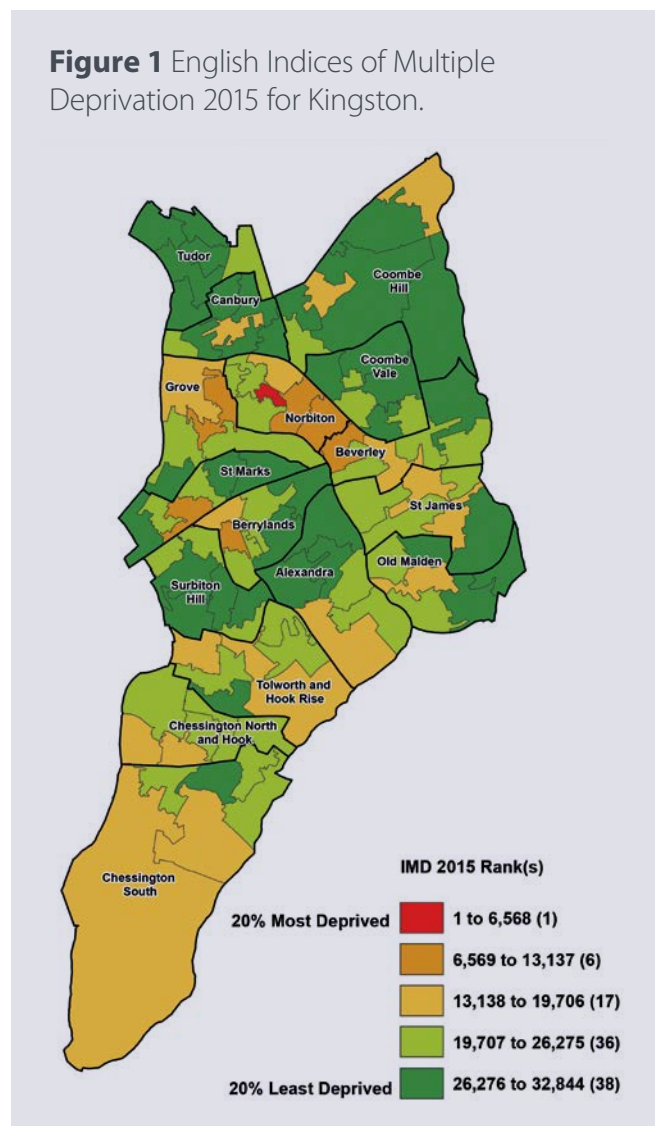 Figure 1 English Indices of Multiple
Deprivation 2015 for Kingston.
Tudor
Canbury
Coombe
Hill
Coombe
Vale
Grove
Norbiton
Beverley
St Marks
Berrylands
St James
Old Malden
Alexandra
Surbiton
Hill
Tolworth and
Hook Rise
Chessington North
and Hook
Chessington
South
IMD 2015 Rank(s)
20% Most Deprived 1 to 6,568 (1)
6,569 to 13,137 (6)
13,138 to 19,706 (17)
19,707 to 26,275 (36)
20% Least Deprived 26,276 to 32,844 (38)